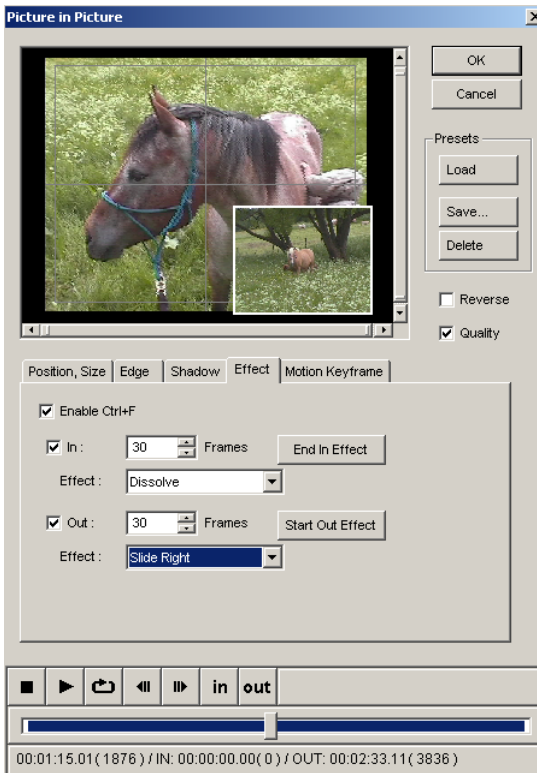 Picture in Picture
OK
Cancel
Presets
Load
Save...
Delete
Reverse
Quality
Position, Size Edge Shadow Effect Motion Keyframe
Enable Ctrl+F
In : 30 Frames End In Effect
Effect : Dissolve
Out : 30 Frames Start Out Effect
Effect : Slide Right
in out
00:01:15.01( 1876 ) / IN: 00:00:00.00( 0 ) / OUT: 00:02:33.11( 3836 )